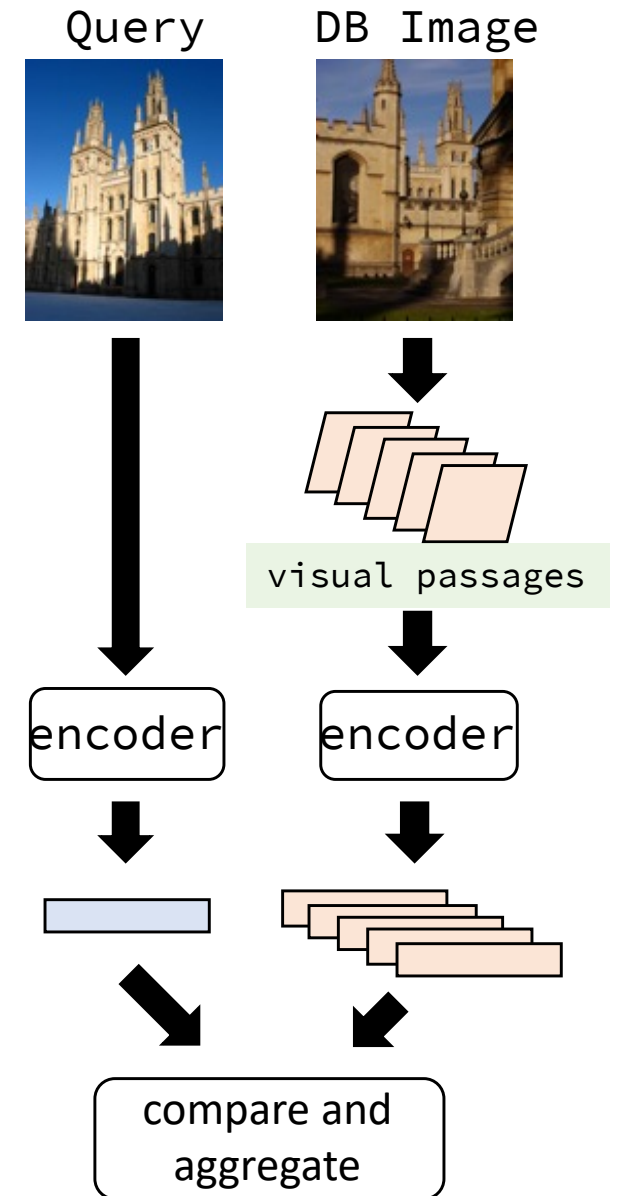 Query
DB Image
visual passages
encoder
encoder
compare and
aggregate